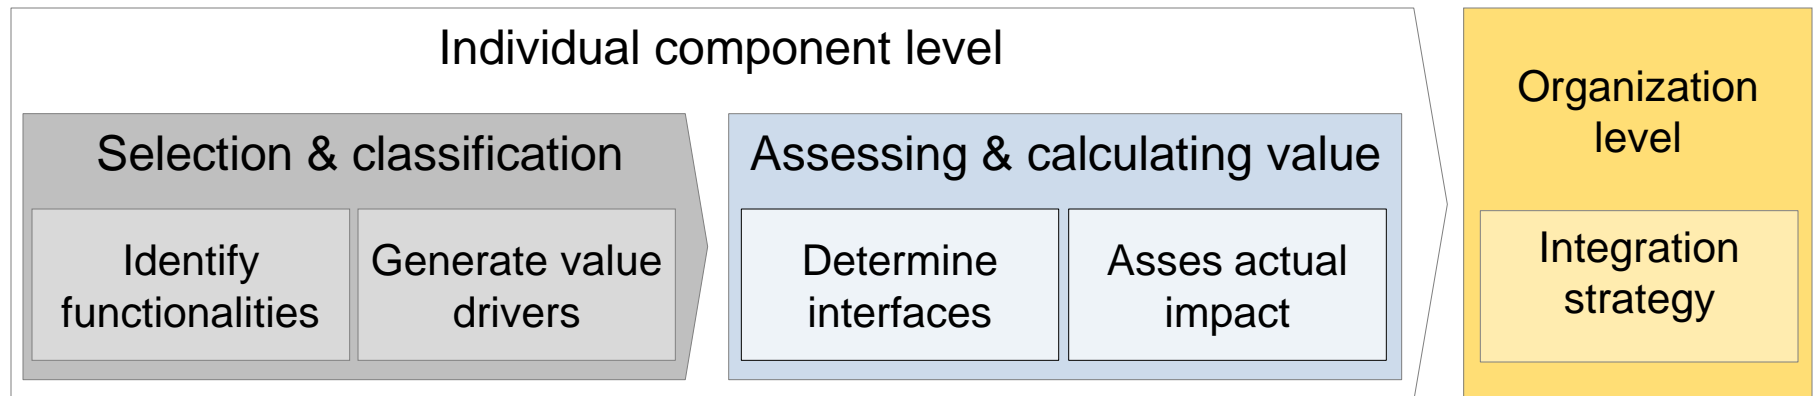 Individual component level
Selection & classification
Identify
functionalities
Generate value
drivers
Assessing & calculating value
Determine
interfaces
Asses actual
impact
Organization
level
Integration
strategy